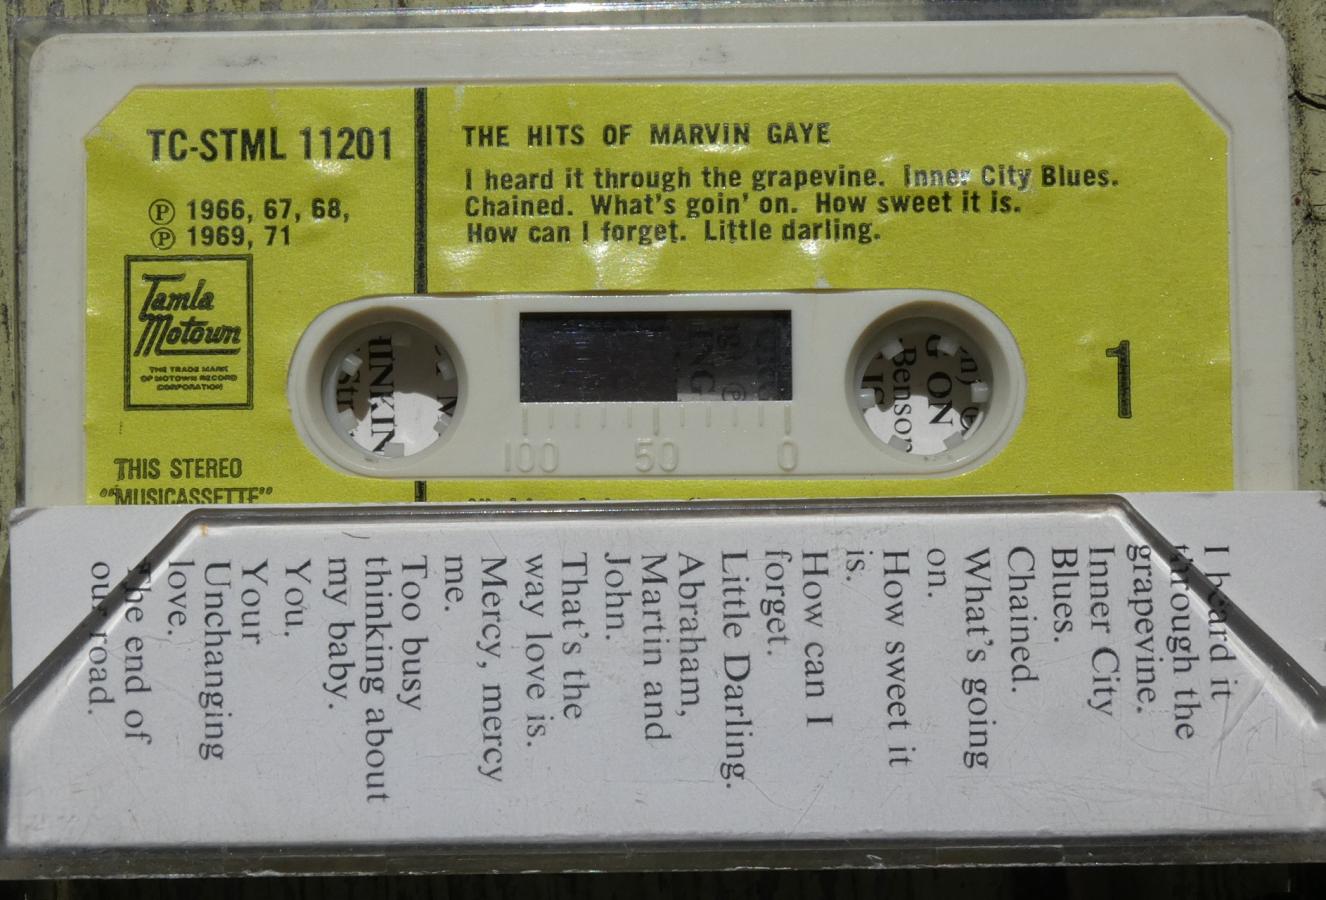 TC-STML 11201
℗ 1966, 67, 68,
℗ 1969, 71
Tamla
Motown
THE TRADE MARK
OF MOTOWN RECORD
CORPORATION
THIS STEREO
"MUSICASSETTE"
THE HITS OF MARVIN GAYE
I heard it through the grapevine. Inner City Blues.
Chained. What's goin' on. How sweet it is.
How can I forget. Little darling.
1
100 50 0
Benson
G ON
I heard it
through the
grapevine.
Inner City
Blues.
Chained.
What's going
on.
How sweet it
is.
How can I
forget.
Little Darling.
Abraham,
Martin and
John.
That's the
way love is.
Mercy, mercy
me.
Too busy
thinking about
my baby.
You.
Your
Unchanging
love.
The end of
our road.